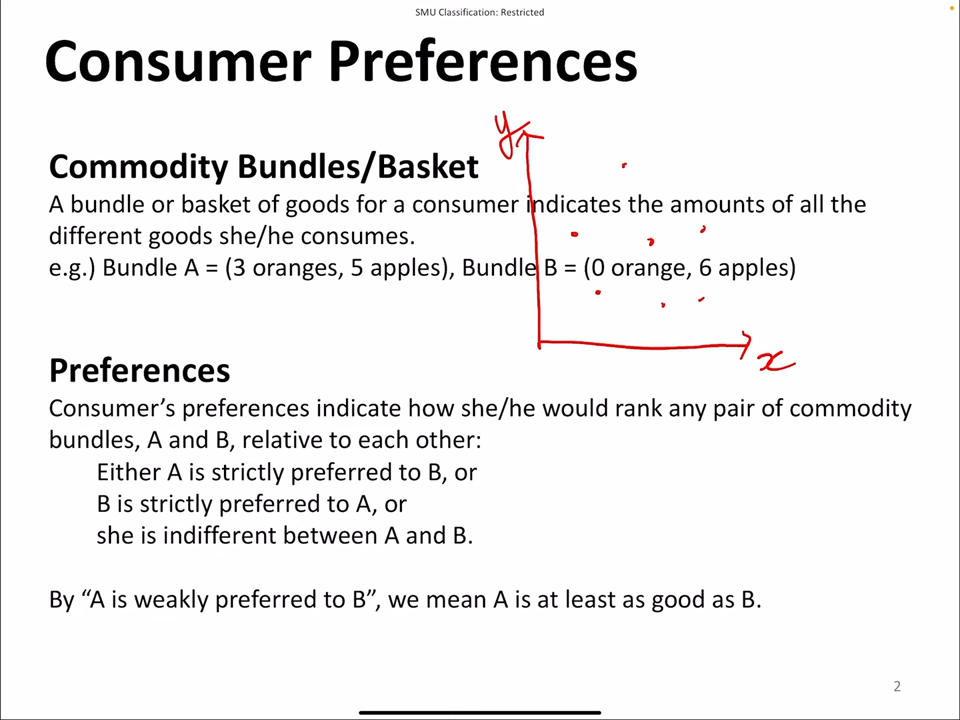 SMU Classification: Restricted
Consumer Preferences
Commodity Bundles/Basket
A bundle or basket of goods for a consumer indicates the amounts of all the
different goods she/he consumes.
e.g.) Bundle A = (3 oranges, 5 apples), Bundle B = (0 orange, 6 apples)
y
x
Preferences
Consumer’s preferences indicate how she/he would rank any pair of commodity
bundles, A and B, relative to each other:
Either A is strictly preferred to B, or
B is strictly preferred to A, or
she is indifferent between A and B.
By “A is weakly preferred to B”, we mean A is at least as good as B.
2